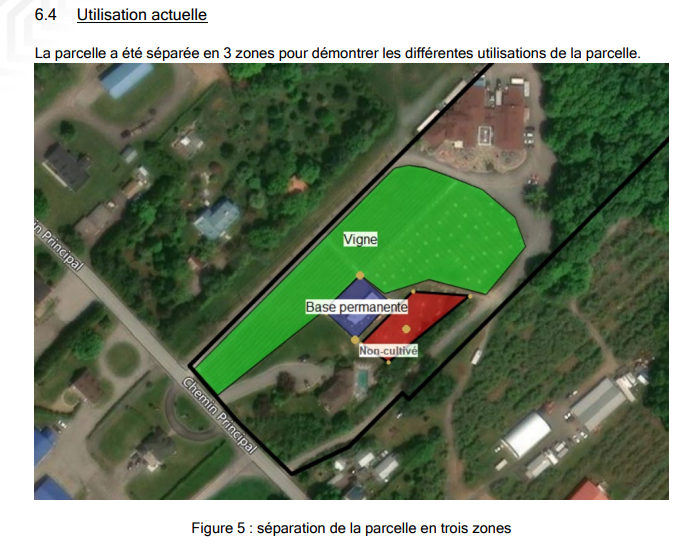 6.4 Utilisation actuelle
La parcelle a été séparée en 3 zones pour démontrer les différentes utilisations de la parcelle.
Vigne
in Principal
Base permanente
Non-cultivé
Chemin Principal
Figure 5 : séparation de la parcelle en trois zones